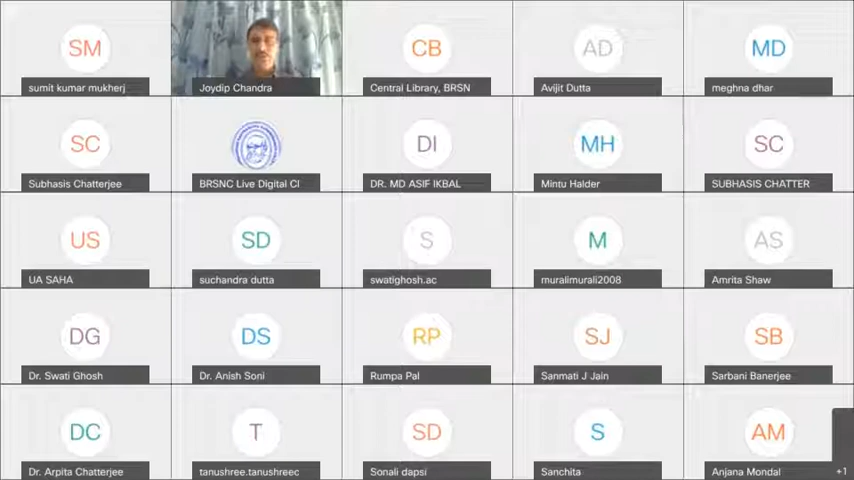 SM
sumit kumar mukherj
Joydip Chandra
CB
Central Library, BRSN
AD
Avijit Dutta
MD
meghna dhar
SC
Subhasis Chatterjee
BRSNC Live Digital Cl
DI
DR. MD ASIF IKBAL
MH
Mintu Halder
SC
SUBHASIS CHATTER
US
UA SAHA
SD
suchandra dutta
S
swatighosh.ac
M
muralimurali2008
AS
Amrita Shaw
DG
Dr. Swati Ghosh
DS
Dr. Anish Soni
RP
Rumpa Pal
SJ
Sanmati J Jain
SB
Sarbani Banerjee
DC
Dr. Arpita Chatterjee
T
tanushree.tanushreec
SD
Sonali dapsi
S
Sanchita
AM
Anjana Mondal
+1